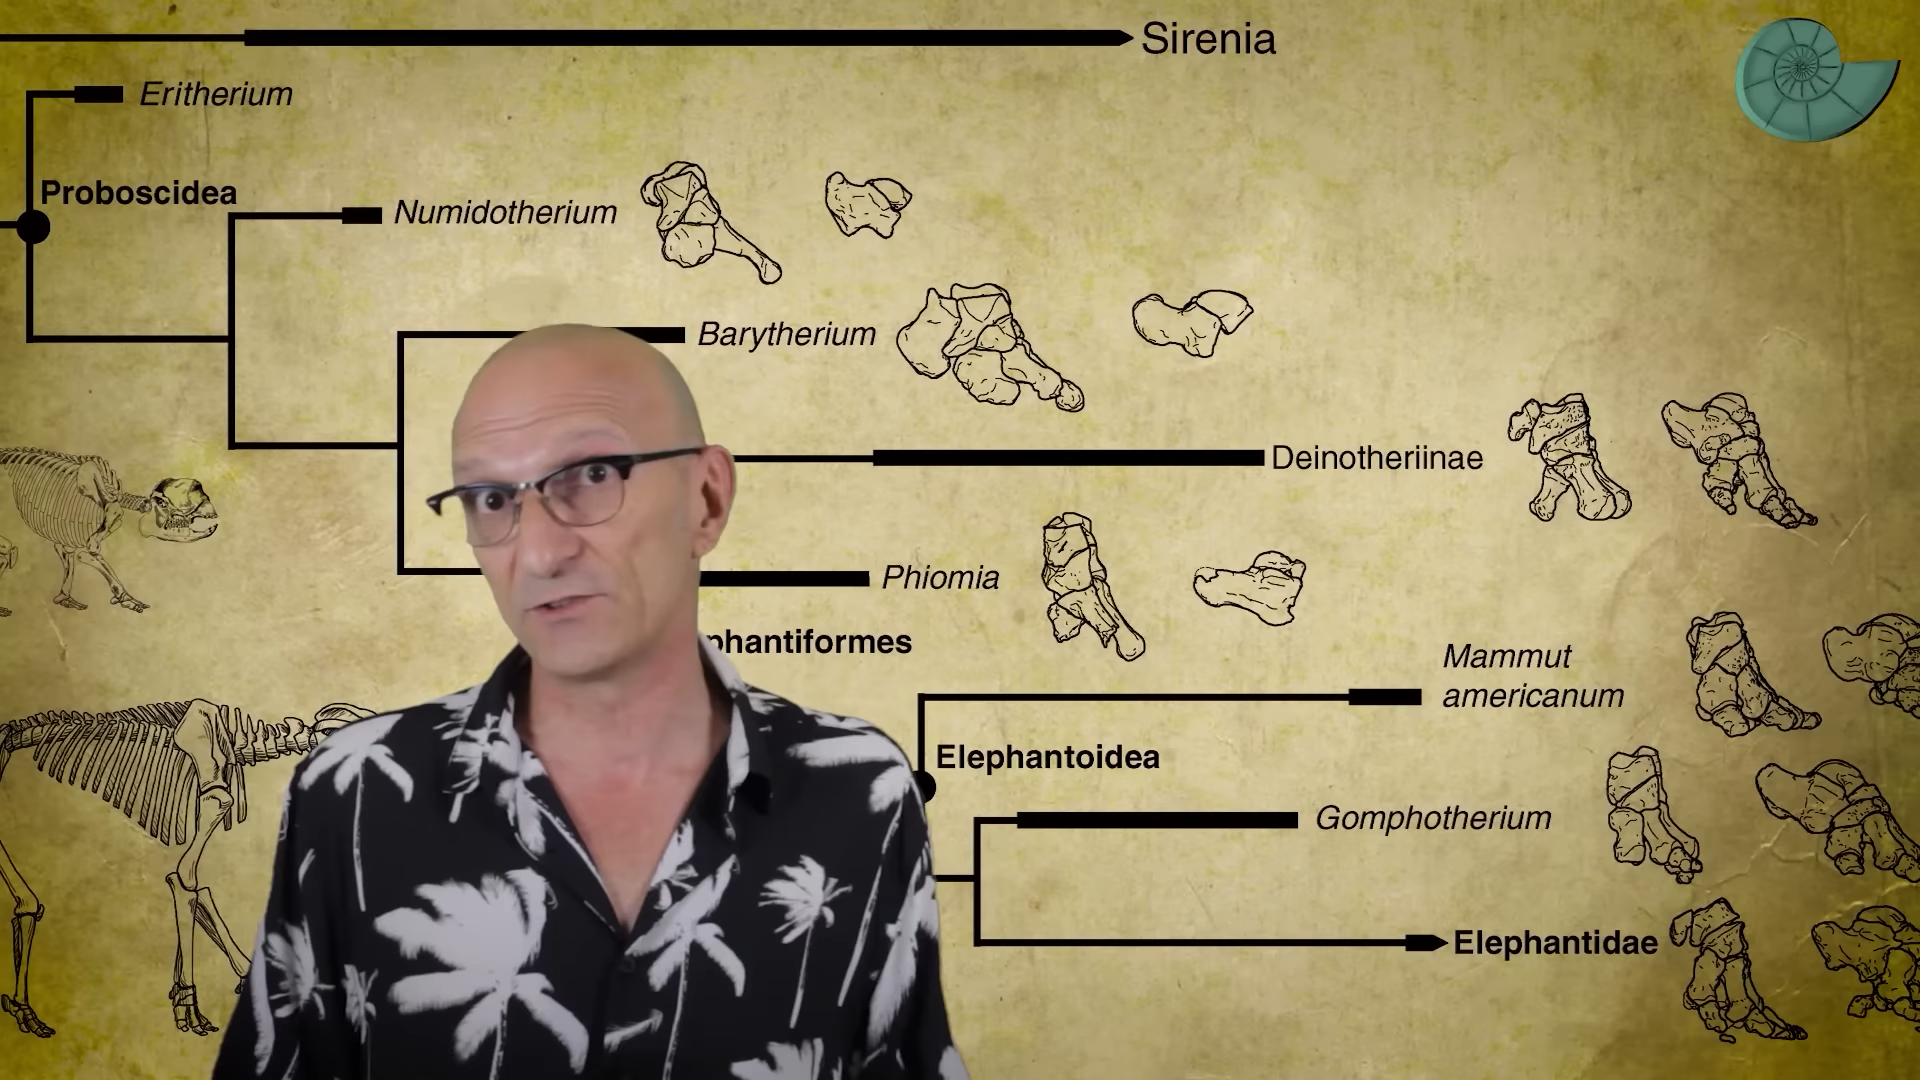 Sirenia
Eritherium
Proboscidea
Numidotherium
Barytherium
Deinotheriinae
Phiomia
phantiformes
Mammut
americanum
Elephantoidea
Gomphotherium
Elephantidae